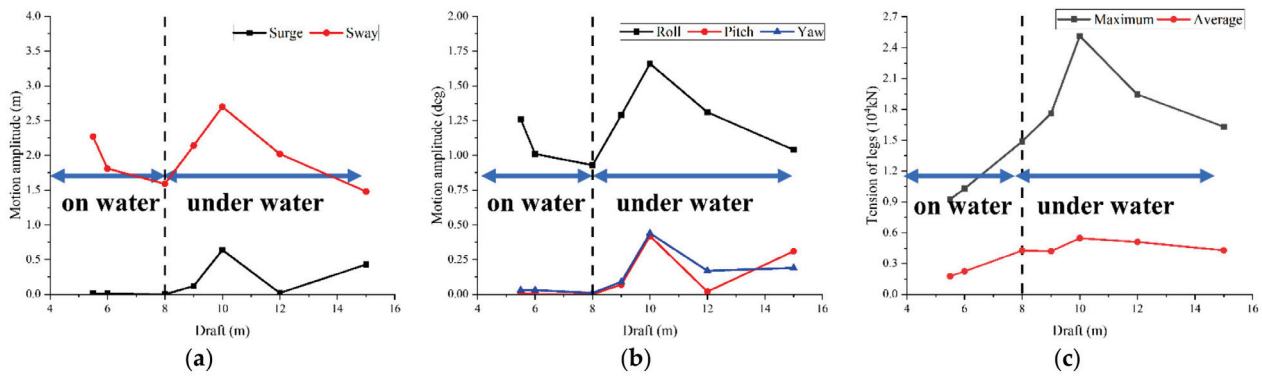 Surge Sway
Motion amplitude (m)
4.0
3.5
3.0
2.5
2.0
1.5
1.0
0.5
0.0
on water under water
4 6 8 10 12 14 16
Draft (m)
(a)
Roll Pitch Yaw
Motion amplitude (deg)
2.00
1.75
1.50
1.25
1.00
0.75
0.50
0.25
0.00
on water under water
4 6 8 10 12 14 16
Draft (m)
(b)
Maximum Average
Tension of legs (10⁴kN)
2.7
2.4
2.1
1.8
1.5
1.2
0.9
0.6
0.3
0.0
on water under water
4 6 8 10 12 14 16
Draft (m)
(c)